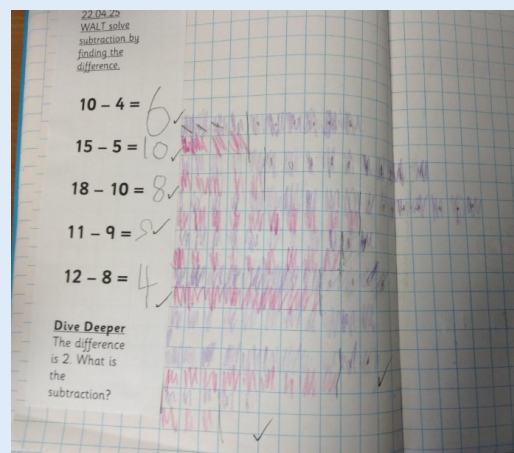 22.04.25
WALT solve
subtraction by
finding the
difference.
10 – 4 = 6
15 – 5 = 10
18 – 10 = 8
11 – 9 =
12 – 8 = 4
Dive Deeper
The difference
is 2. What is
the
subtraction?